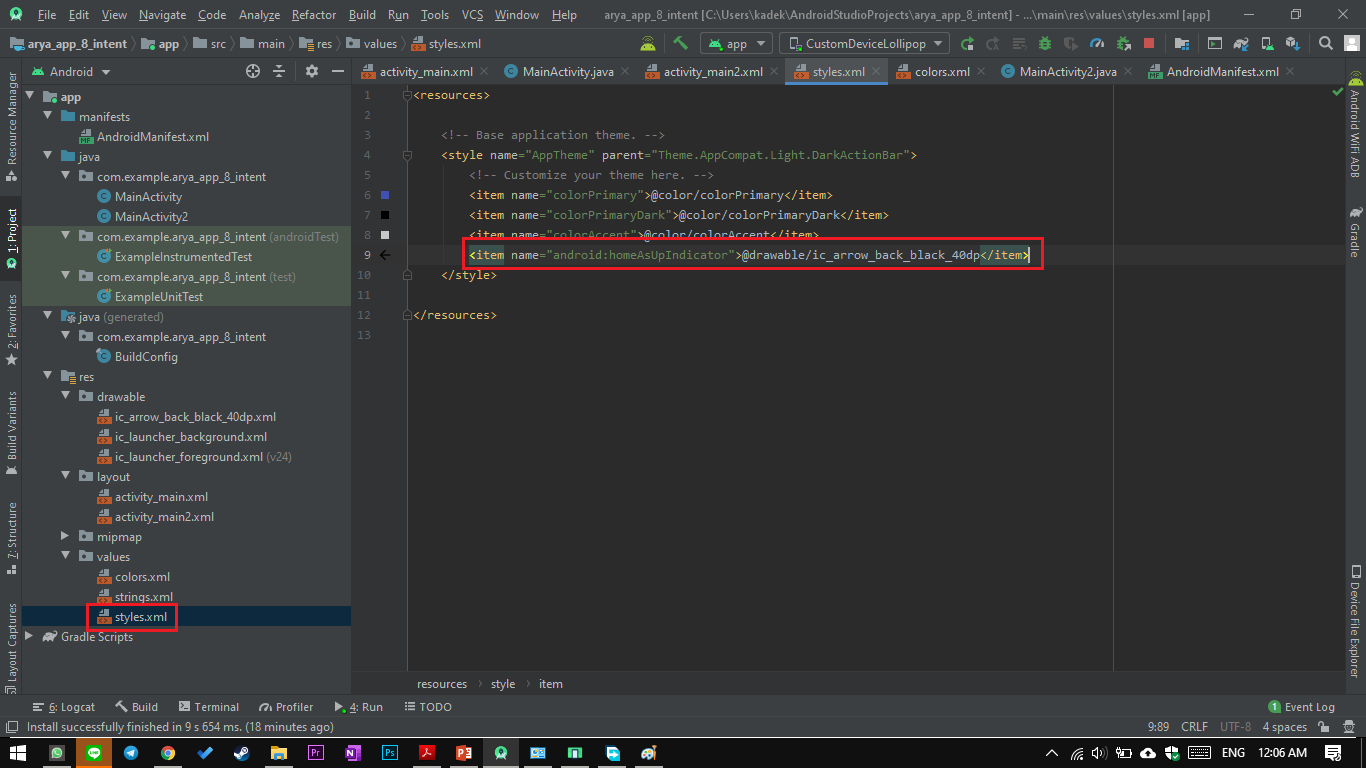 File Edit View Navigate Code Analyze Refactor Build Run Tools VCS Window Help arya_app_8_intent [C:\Users\kadek\AndroidStudioProjects\arya_app_8_intent] - ...\main\res\values\styles.xml [app]
arya_app_8_intent app src main res values styles.xml app CustomDeviceLollipop
Android
activity_main.xml MainActivity.java activity_main2.xml styles.xml colors.xml MainActivity2.java AndroidManifest.xml
Resource Manager
1: Project
2: Favorites
Build Variants
7: Structure
Layout Captures
app
manifests
AndroidManifest.xml
java
com.example.arya_app_8_intent
MainActivity
MainActivity2
com.example.arya_app_8_intent (androidTest)
ExampleInstrumentedTest
com.example.arya_app_8_intent (test)
ExampleUnitTest
java (generated)
com.example.arya_app_8_intent
BuildConfig
res
drawable
ic_arrow_back_black_40dp.xml
ic_launcher_background.xml
ic_launcher_foreground.xml (v24)
layout
activity_main.xml
activity_main2.xml
mipmap
values
colors.xml
strings.xml
styles.xml
Gradle Scripts
1 <resources>
2
3 <!-- Base application theme. -->
4 <style name="AppTheme" parent="Theme.AppCompat.Light.DarkActionBar">
5 <!-- Customize your theme here. -->
6 <item name="colorPrimary">@color/colorPrimary</item>
7 <item name="colorPrimaryDark">@color/colorPrimaryDark</item>
8 <item name="colorAccent">@color/colorAccent</item>
9 <item name="android:homeAsUpIndicator">@drawable/ic_arrow_back_black_40dp</item>
10 </style>
11
12 </resources>
13
Android WiFi ADB
Gradle
Device File Explorer
resources style item
6: Logcat Build Terminal Profiler 4: Run TODO 1 Event Log
Install successfully finished in 9 s 654 ms. (18 minutes ago) 9:89 CRLF UTF-8 4 spaces
LINE Pr N Ps ENG 12:06 AM